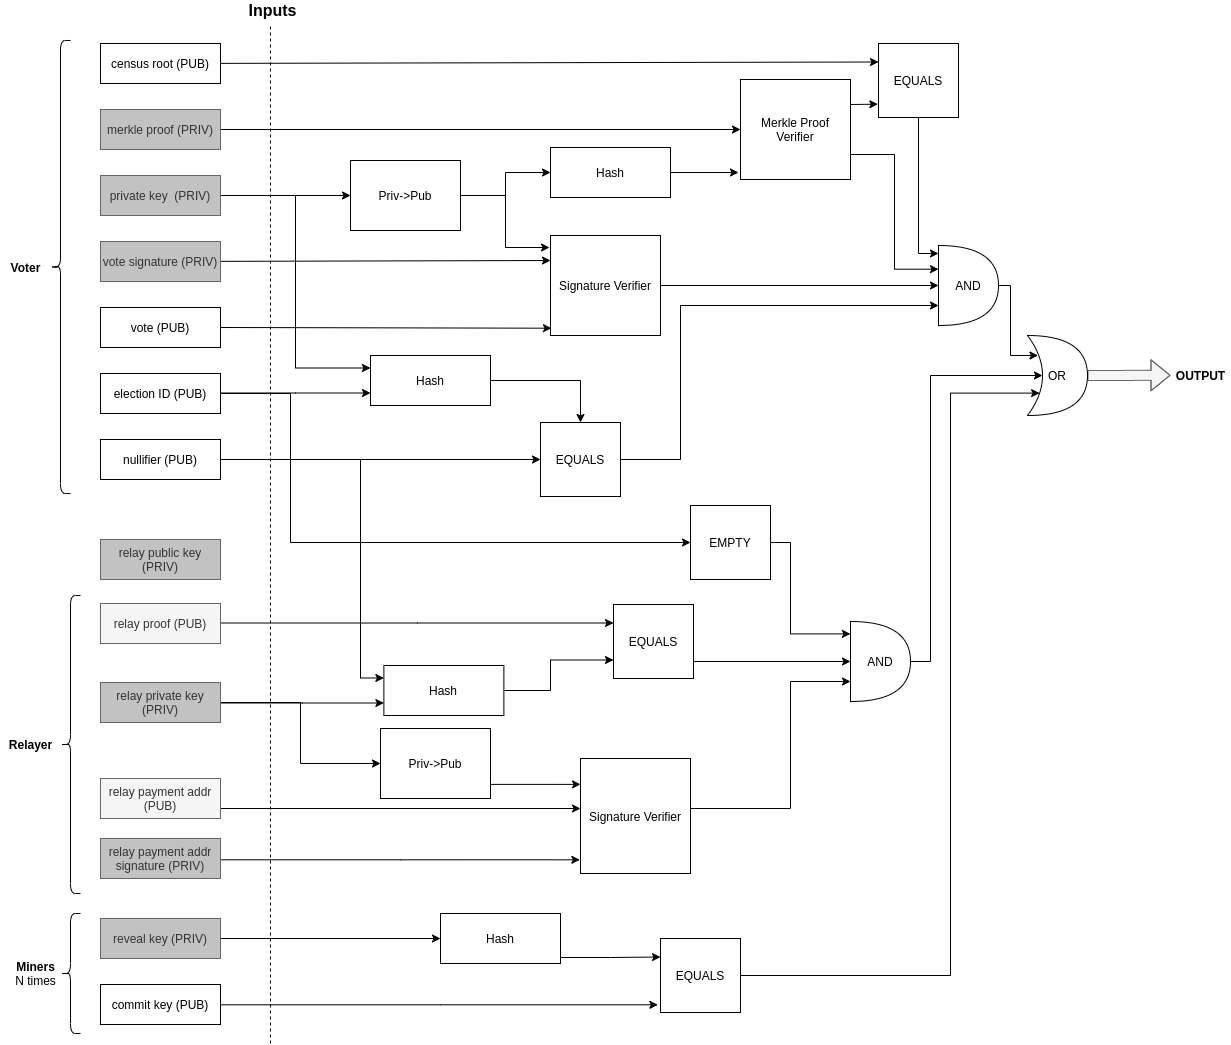 Inputs
census root (PUB)
EQUALS
merkle proof (PRIV)
Merkle Proof
Verifier
Hash
private key  (PRIV)
Priv->Pub
Voter
vote signature (PRIV)
Signature Verifier
AND
vote (PUB)
Hash
OR
OUTPUT
election ID (PUB)
nullifier (PUB)
EQUALS
EMPTY
relay public key
(PRIV)
relay proof (PUB)
EQUALS
AND
relay private key
(PRIV)
Hash
Relayer
Priv->Pub
relay payment addr
(PUB)
Signature Verifier
relay payment addr
signature (PRIV)
reveal key (PRIV)
Hash
Miners
N times
EQUALS
commit key (PUB)